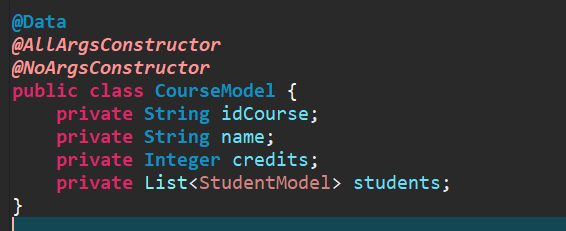 @Data
@AllArgsConstructor
@NoArgsConstructor
public class CourseModel {
    private String idCourse;
    private String name;
    private Integer credits;
    private List<StudentModel> students;
}